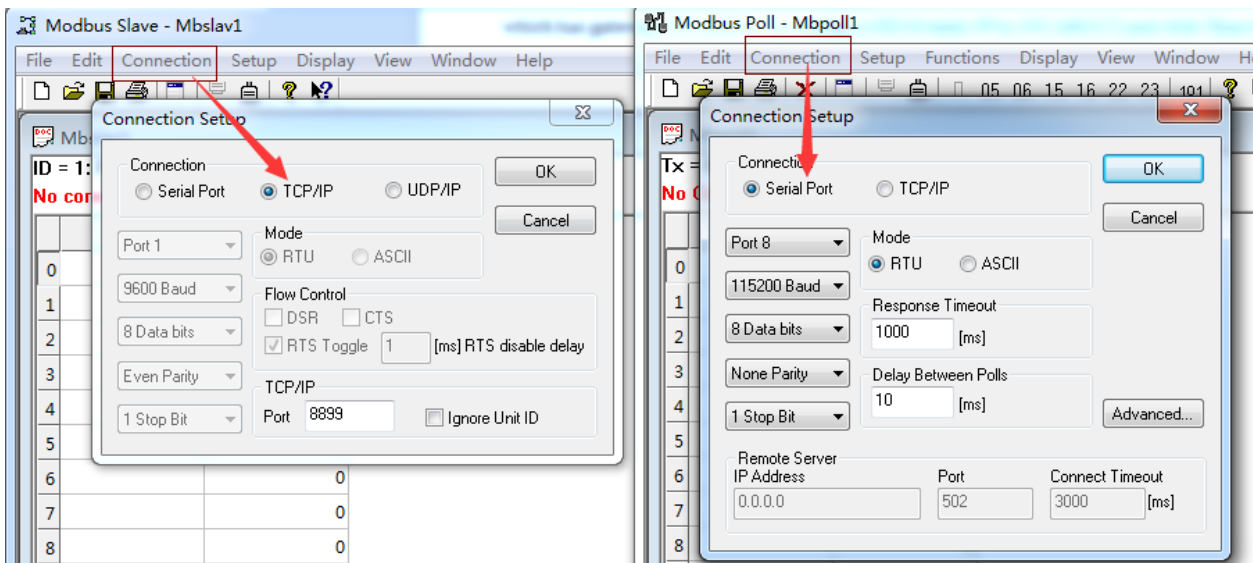 Modbus Slave - Mbslav1
File Edit Connection Setup Display View Window Help
Connection Setup
ID = 1:
No con
Connection
Serial Port TCP/IP UDP/IP
OK
Cancel
Port 1
9600 Baud
8 Data bits
Even Parity
1 Stop Bit
Mode
RTU ASCII
Flow Control
DSR CTS
RTS Toggle 1 [ms] RTS disable delay
TCP/IP
Port 8899 Ignore Unit ID
0
1
2
3
4
5
6 0
7 0
8 0
Modbus Poll - Mbpoll1
File Edit Connection Setup Functions Display View Window H
05 06 15 16 22 23 101
Connection Setup
Tx =
No
Connection
Serial Port TCP/IP
OK
Cancel
Port 8
115200 Baud
8 Data bits
None Parity
1 Stop Bit
Mode
RTU ASCII
Response Timeout
1000 [ms]
Delay Between Polls
10 [ms]
Advanced...
Remote Server
IP Address Port Connect Timeout
0.0.0.0 502 3000 [ms]
0
1
2
3
4
5
6
7
8